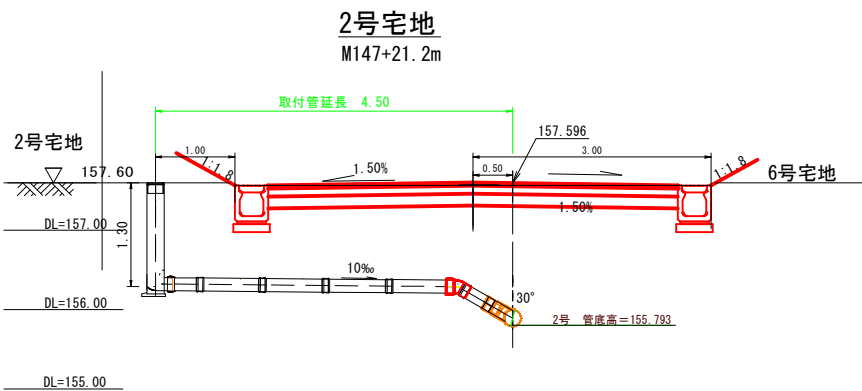 2号宅地
M147+21.2m
取付管延長 4.50
2号宅地
157.596
1.00
3.00
1:1.8
1.50%
0.50
1:1.8
157.60
6号宅地
1.50%
DL=157.00
1.30
10‰
30°
DL=156.00
2号 管底高=155.793
DL=155.00